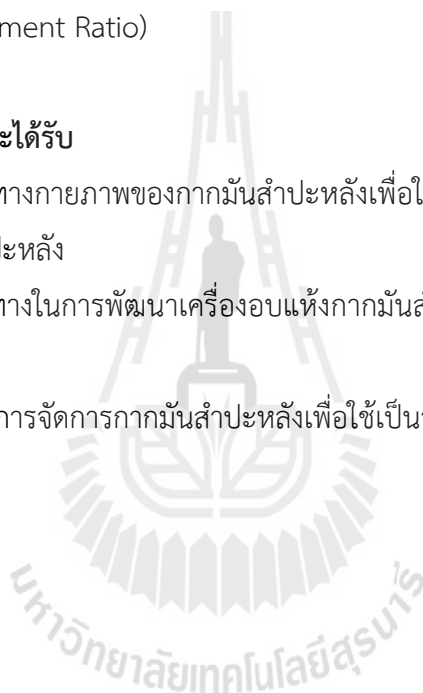 ment Ratio)
ะได้รับ
ทางกายภาพของกากมันสำปะหลังเพื่อใ
ปะหลัง
ทางในการพัฒนาเครื่องอบแห้งกากมันสำ
การจัดการกากมันสำปะหลังเพื่อใช้เป็น
มหาวิทยาลัยเทคโนโลยีสุรนารี